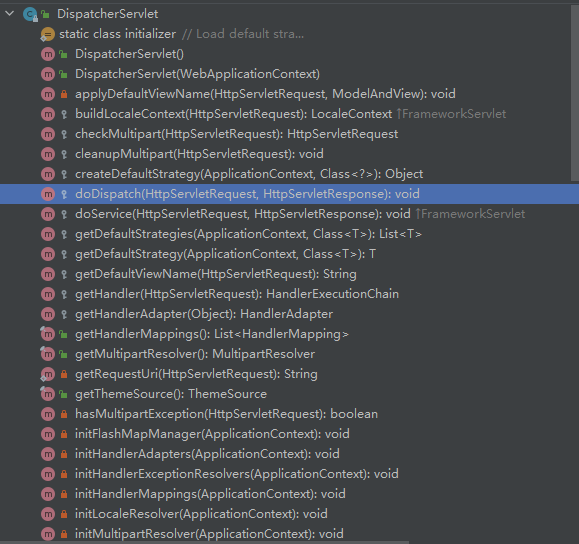 DispatcherServlet
static class initializer // Load default stra...
DispatcherServlet()
DispatcherServlet(WebApplicationContext)
applyDefaultViewName(HttpServletRequest, ModelAndView): void
buildLocaleContext(HttpServletRequest): LocaleContext ↑FrameworkServlet
checkMultipart(HttpServletRequest): HttpServletRequest
cleanupMultipart(HttpServletRequest): void
createDefaultStrategy(ApplicationContext, Class<?>): Object
doDispatch(HttpServletRequest, HttpServletResponse): void
doService(HttpServletRequest, HttpServletResponse): void ↑FrameworkServlet
getDefaultStrategies(ApplicationContext, Class<T>): List<T>
getDefaultStrategy(ApplicationContext, Class<T>): T
getDefaultViewName(HttpServletRequest): String
getHandler(HttpServletRequest): HandlerExecutionChain
getHandlerAdapter(Object): HandlerAdapter
getHandlerMappings(): List<HandlerMapping>
getMultipartResolver(): MultipartResolver
getRequestUri(HttpServletRequest): String
getThemeSource(): ThemeSource
hasMultipartException(HttpServletRequest): boolean
initFlashMapManager(ApplicationContext): void
initHandlerAdapters(ApplicationContext): void
initHandlerExceptionResolvers(ApplicationContext): void
initHandlerMappings(ApplicationContext): void
initLocaleResolver(ApplicationContext): void
initMultipartResolver(ApplicationContext): void